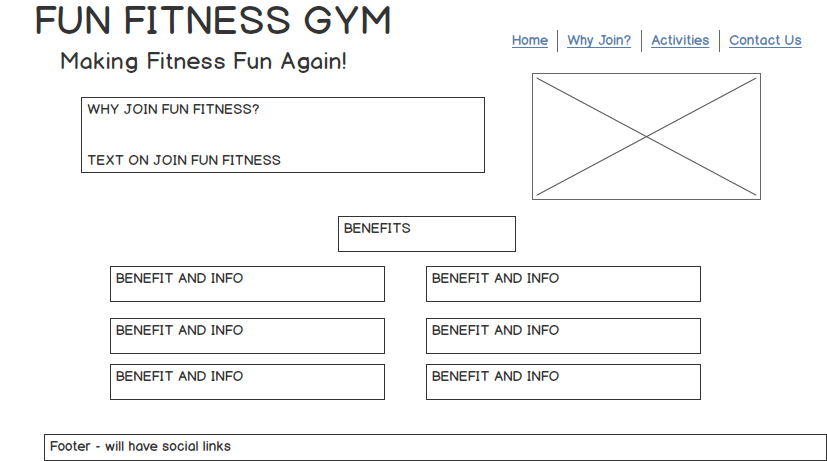 FUN FITNESS GYM
Making Fitness Fun Again!
Home Why Join? Activities Contact Us
WHY JOIN FUN FITNESS?
TEXT ON JOIN FUN FITNESS
BENEFITS
BENEFIT AND INFO
BENEFIT AND INFO
BENEFIT AND INFO
BENEFIT AND INFO
BENEFIT AND INFO
BENEFIT AND INFO
Footer - will have social links